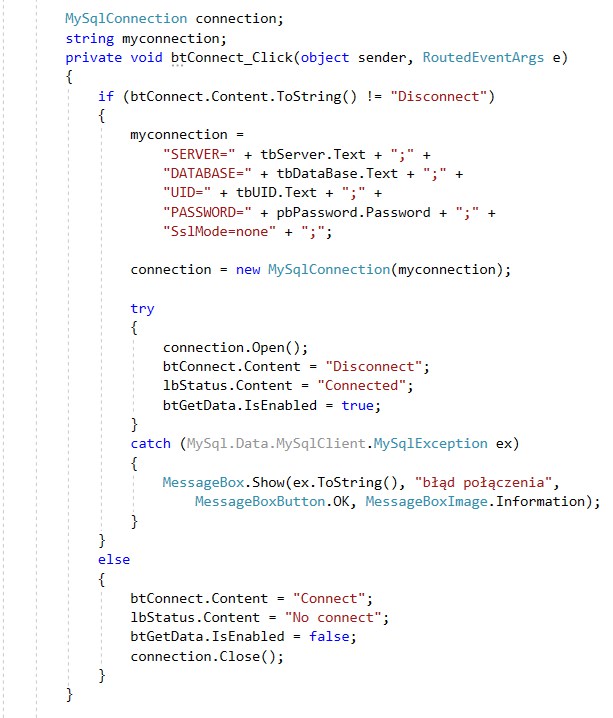 MySqlConnection connection;
string myconnection;
private void btConnect_Click(object sender, RoutedEventArgs e)
{
    if (btConnect.Content.ToString() != "Disconnect")
    {
        myconnection =
            "SERVER=" + tbServer.Text + ";" +
            "DATABASE=" + tbDataBase.Text + ";" +
            "UID=" + tbUID.Text + ";" +
            "PASSWORD=" + pbPassword.Password + ";" +
            "SslMode=none" + ";";

        connection = new MySqlConnection(myconnection);

        try
        {
            connection.Open();
            btConnect.Content = "Disconnect";
            lbStatus.Content = "Connected";
            btGetData.IsEnabled = true;
        }
        catch (MySql.Data.MySqlClient.MySqlException ex)
        {
            MessageBox.Show(ex.ToString(), "błąd połączenia",
                MessageBoxButton.OK, MessageBoxImage.Information);
        }
    }
    else
    {
        btConnect.Content = "Connect";
        lbStatus.Content = "No connect";
        btGetData.IsEnabled = false;
        connection.Close();
    }
}